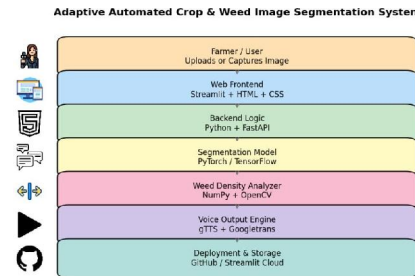 Adaptive Automated Crop & Weed Image Segmentation System
Farmer / User
Uploads or Captures Image
Web Frontend
Streamlit + HTML + CSS
Backend Logic
Python + FastAPI
Segmentation Model
PyTorch / TensorFlow
Weed Density Analyzer
NumPy + OpenCV
Voice Output Engine
gTTS + Googletrans
Deployment & Storage
GitHub / Streamlit Cloud